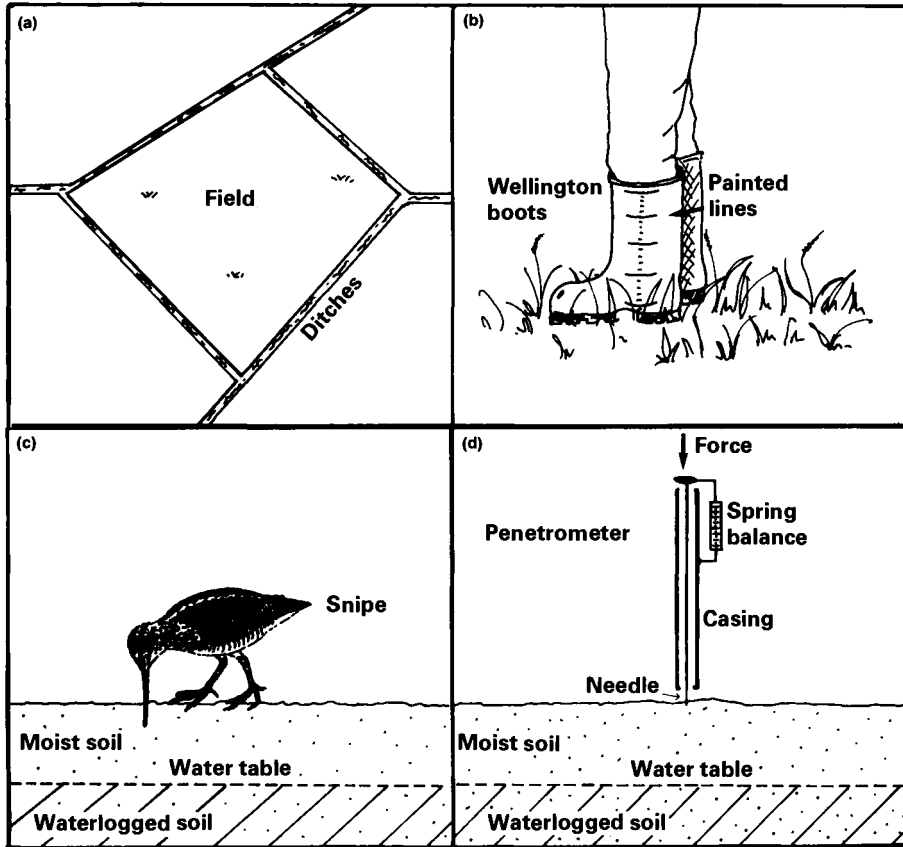 (a)
Field
Ditches
(b)
Wellington
boots
Painted
lines
(c)
Snipe
Moist soil
Water table
Waterlogged soil
(d)
Force
Penetrometer
Spring
balance
Casing
Needle
Moist soil
Water table
Waterlogged soil